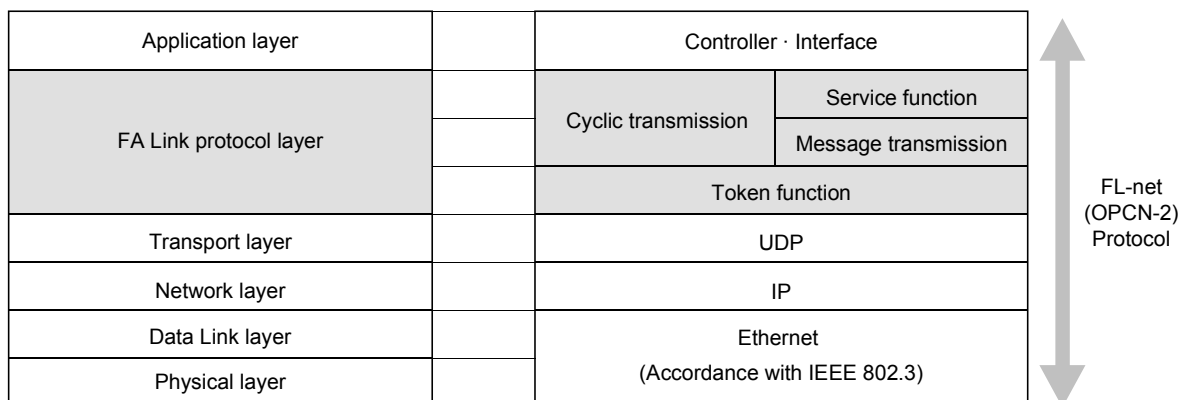 Application layer
Controller · Interface
FA Link protocol layer
Cyclic transmission
Service function
Message transmission
Token function
Transport layer
UDP
Network layer
IP
Data Link layer
Physical layer
Ethernet
(Accordance with IEEE 802.3)
FL-net
(OPCN-2)
Protocol